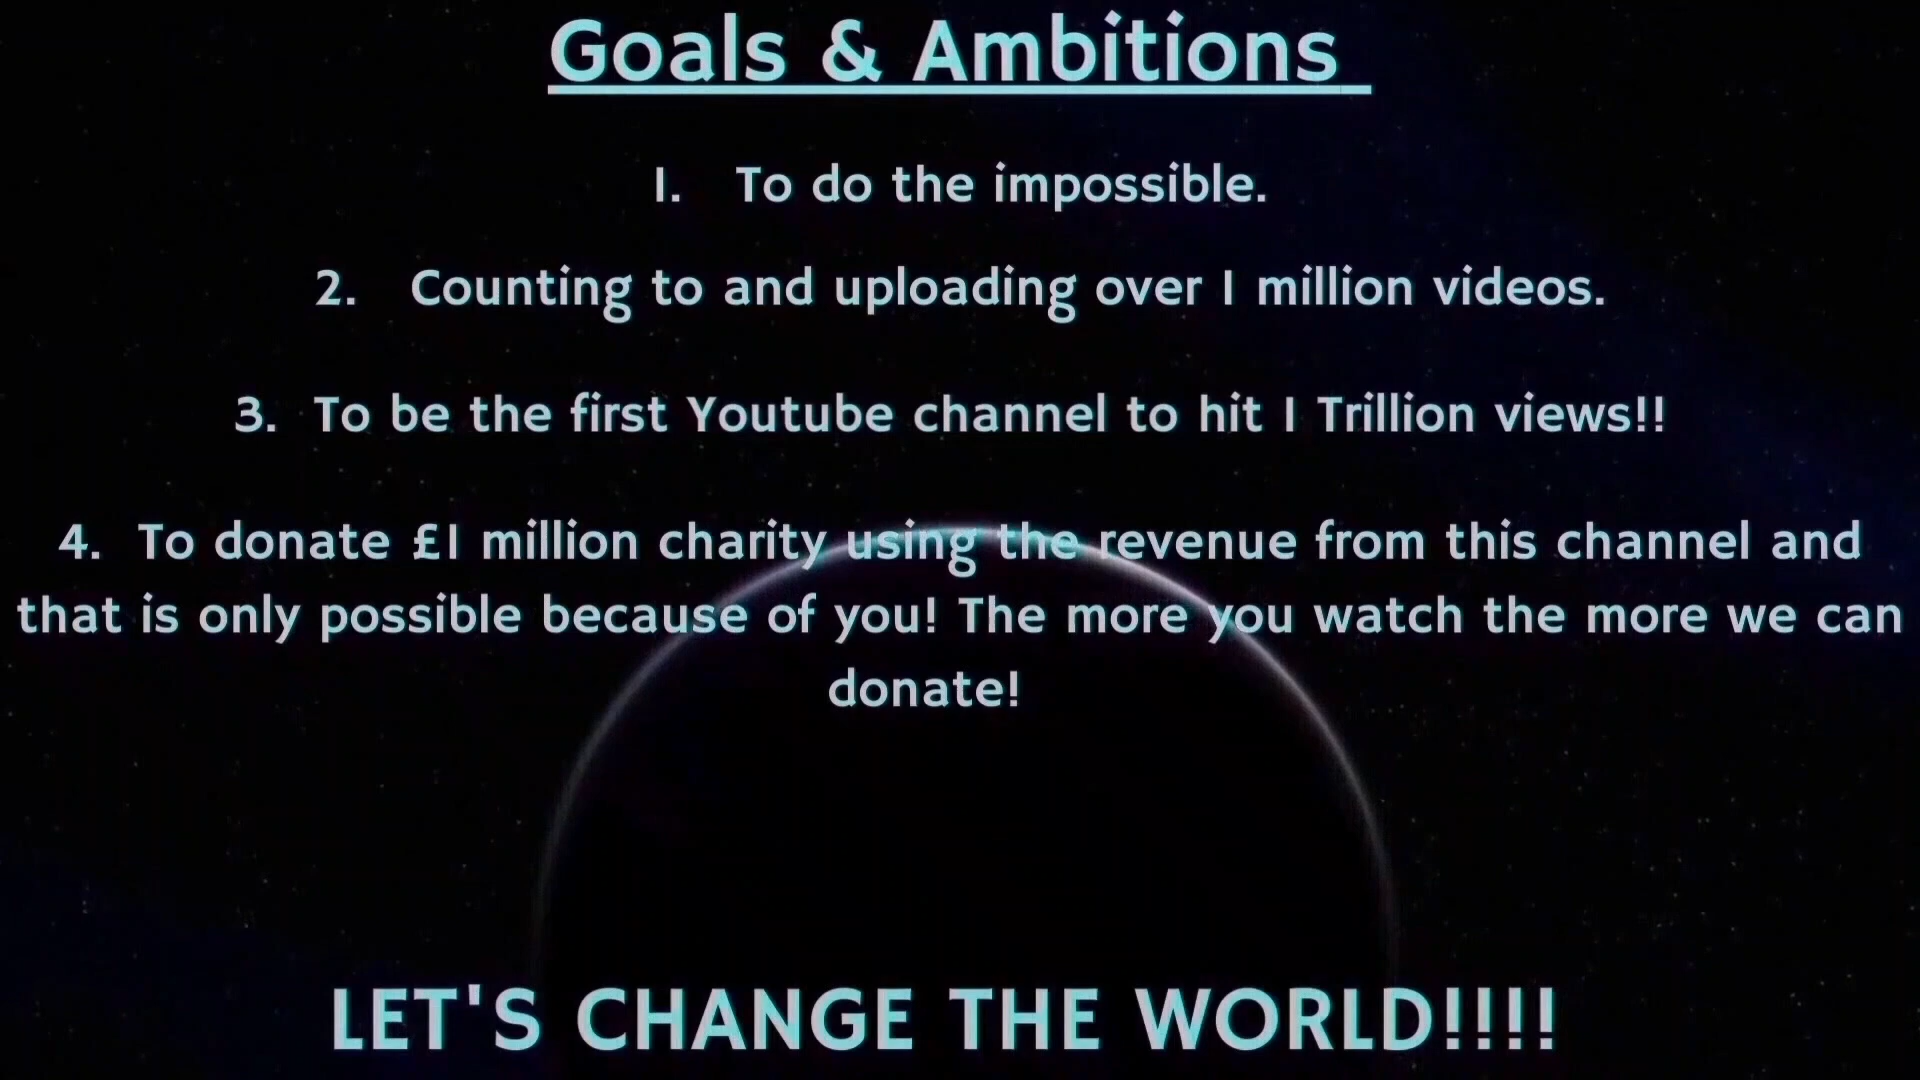 Goals & Ambitions
1. To do the impossible.
2. Counting to and uploading over 1 million videos.
3. To be the first Youtube channel to hit 1 Trillion views!!
4. To donate £1 million charity using the revenue from this channel and
that is only possible because of you! The more you watch the more we can
donate!
LET'S CHANGE THE WORLD!!!!